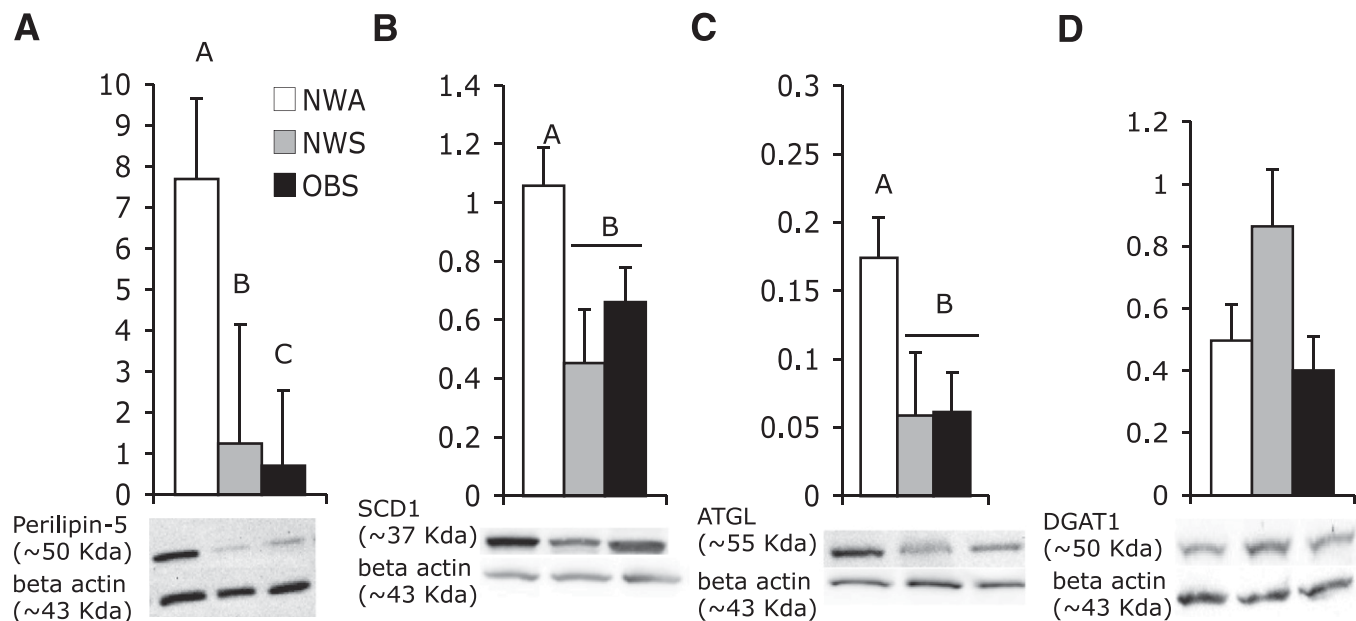 A
B
C
D
A
10
9
8
7
6
5
4
3
2
1
0
B
C
NWA
NWS
OBS
Perilipin-5
(~50 Kda)
beta actin
(~43 Kda)
1.4
1.2
1
0.8
0.6
0.4
0.2
0
A
B
SCD1
(~37 Kda)
beta actin
(~43 Kda)
0.3
0.25
0.2
0.15
0.1
0.05
0
A
B
ATGL
(~55 Kda)
beta actin
(~43 Kda)
1.2
1
0.8
0.6
0.4
0.2
0
DGAT1
(~50 Kda)
beta actin
(~43 Kda)